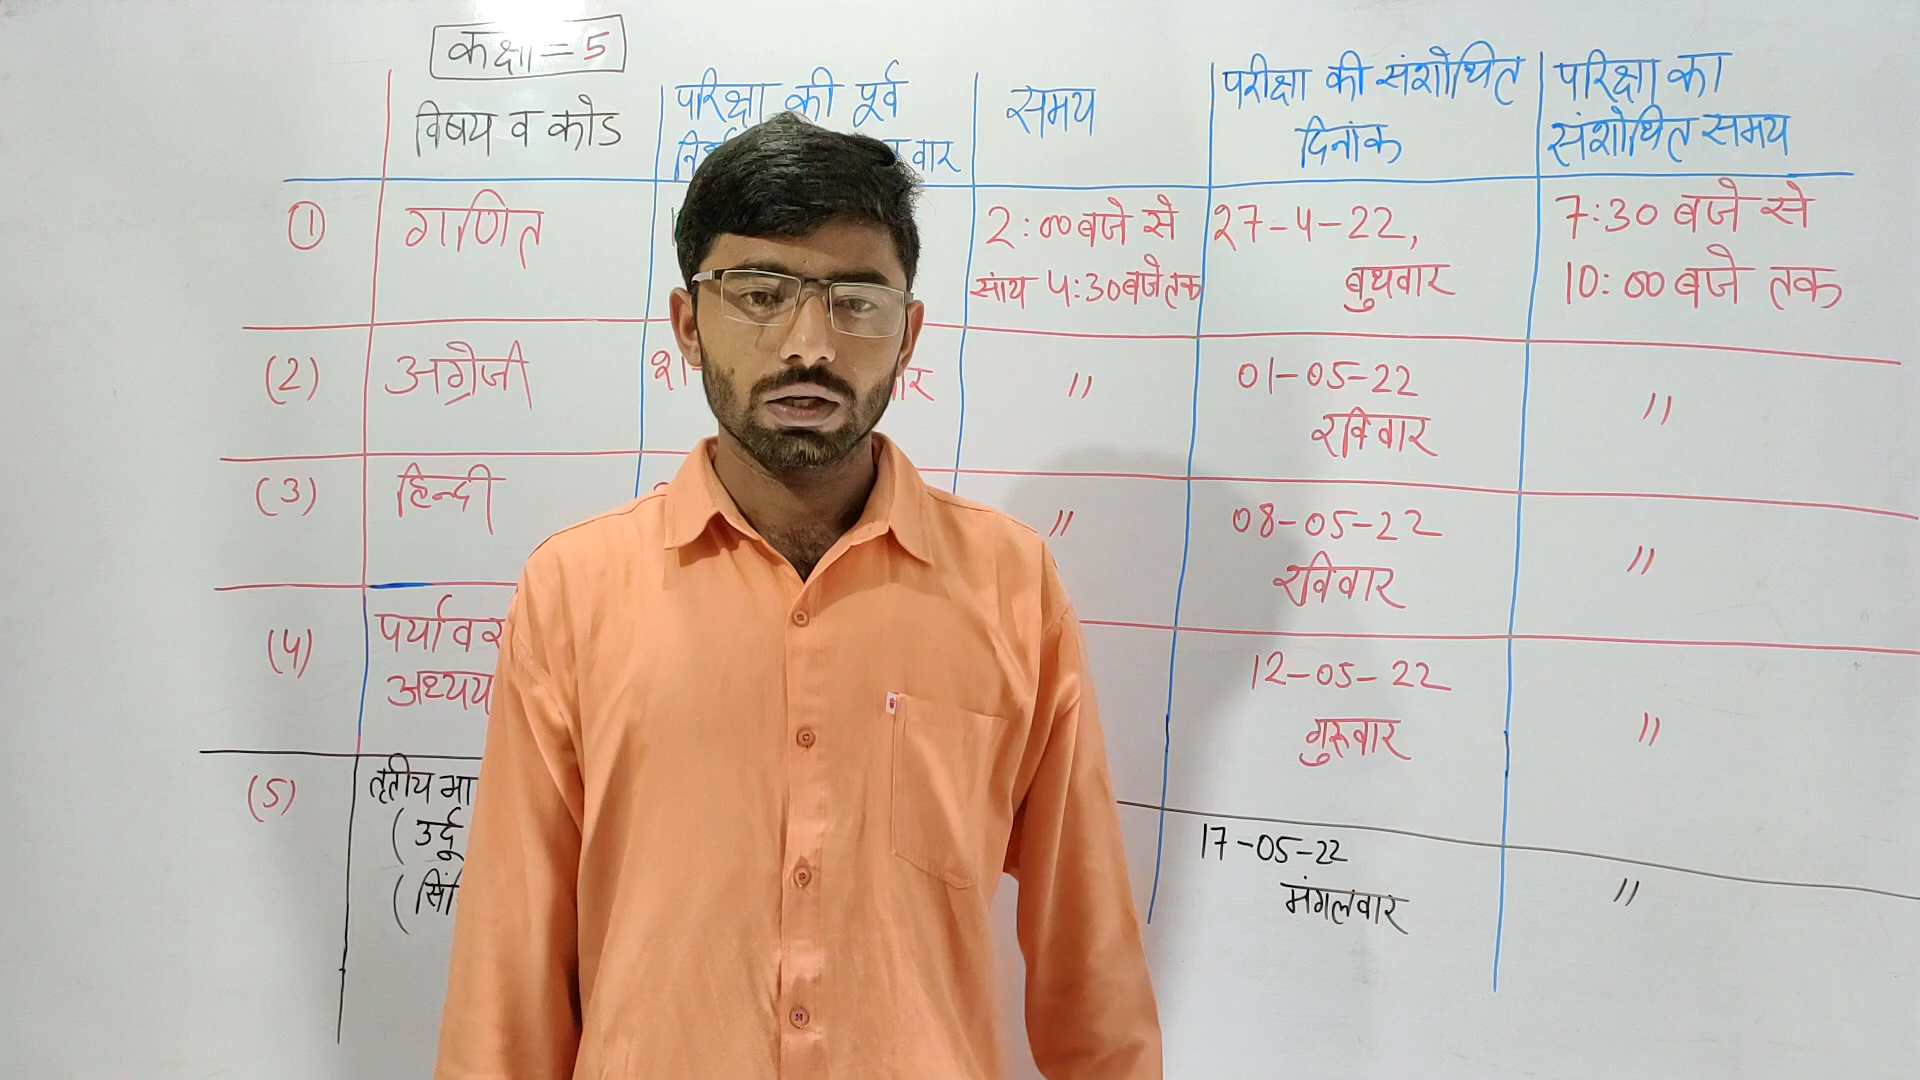 कक्षा = 5
विषय व कोड
परिक्षा की पूर्व
वार
समय
परीक्षा की संशोधित
दिनांक
परिक्षा का
संशोधित समय
① गणित
2:00 बजे से
सांय 4:30 बजे तक
27-4-22,
बुधवार
7:30 बजे से
10:00 बजे तक
(2) अग्रेजी
〃
01-05-22
रविवार
〃
(3) हिन्दी
〃
08-05-22
रविवार
〃
(4)
12-05-22
गुरूवार
〃
(5) तृतीय
(उर्दू
17-05-22
मंगलवार
〃